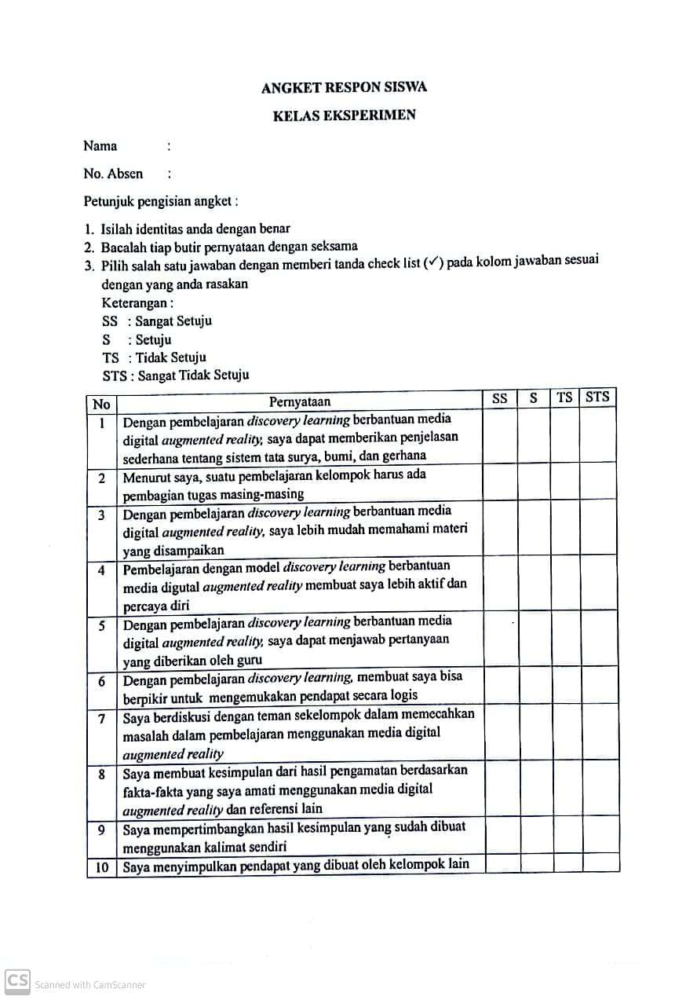 ANGKET RESPON SISWA
KELAS EKSPERIMEN
Nama :
No. Absen :
Petunjuk pengisian angket :
1. Isilah identitas anda dengan benar
2. Bacalah tiap butir pernyataan dengan seksama
3. Pilih salah satu jawaban dengan memberi tanda check list (✓) pada kolom jawaban sesuai
dengan yang anda rasakan
Keterangan :
SS : Sangat Setuju
S : Setuju
TS : Tidak Setuju
STS : Sangat Tidak Setuju
No Pernyataan SS S TS STS
1 Dengan pembelajaran discovery learning berbantuan media
digital augmented reality, saya dapat memberikan penjelasan
sederhana tentang sistem tata surya, bumi, dan gerhana
2 Menurut saya, suatu pembelajaran kelompok harus ada
pembagian tugas masing-masing
3 Dengan pembelajaran discovery learning berbantuan media
digital augmented reality, saya lebih mudah memahami materi
yang disampaikan
4 Pembelajaran dengan model discovery learning berbantuan
media digutal augmented reality membuat saya lebih aktif dan
percaya diri
5 Dengan pembelajaran discovery learning berbantuan media
digital augmented reality, saya dapat menjawab pertanyaan
yang diberikan oleh guru
6 Dengan pembelajaran discovery learning, membuat saya bisa
berpikir untuk mengemukakan pendapat secara logis
7 Saya berdiskusi dengan teman sekelompok dalam memecahkan
masalah dalam pembelajaran menggunakan media digital
augmented reality
8 Saya membuat kesimpulan dari hasil pengamatan berdasarkan
fakta-fakta yang saya amati menggunakan media digital
augmented reality dan referensi lain
9 Saya mempertimbangkan hasil kesimpulan yang sudah dibuat
menggunakan kalimat sendiri
10 Saya menyimpulkan pendapat yang dibuat oleh kelompok lain
CS Scanned with CamScanner